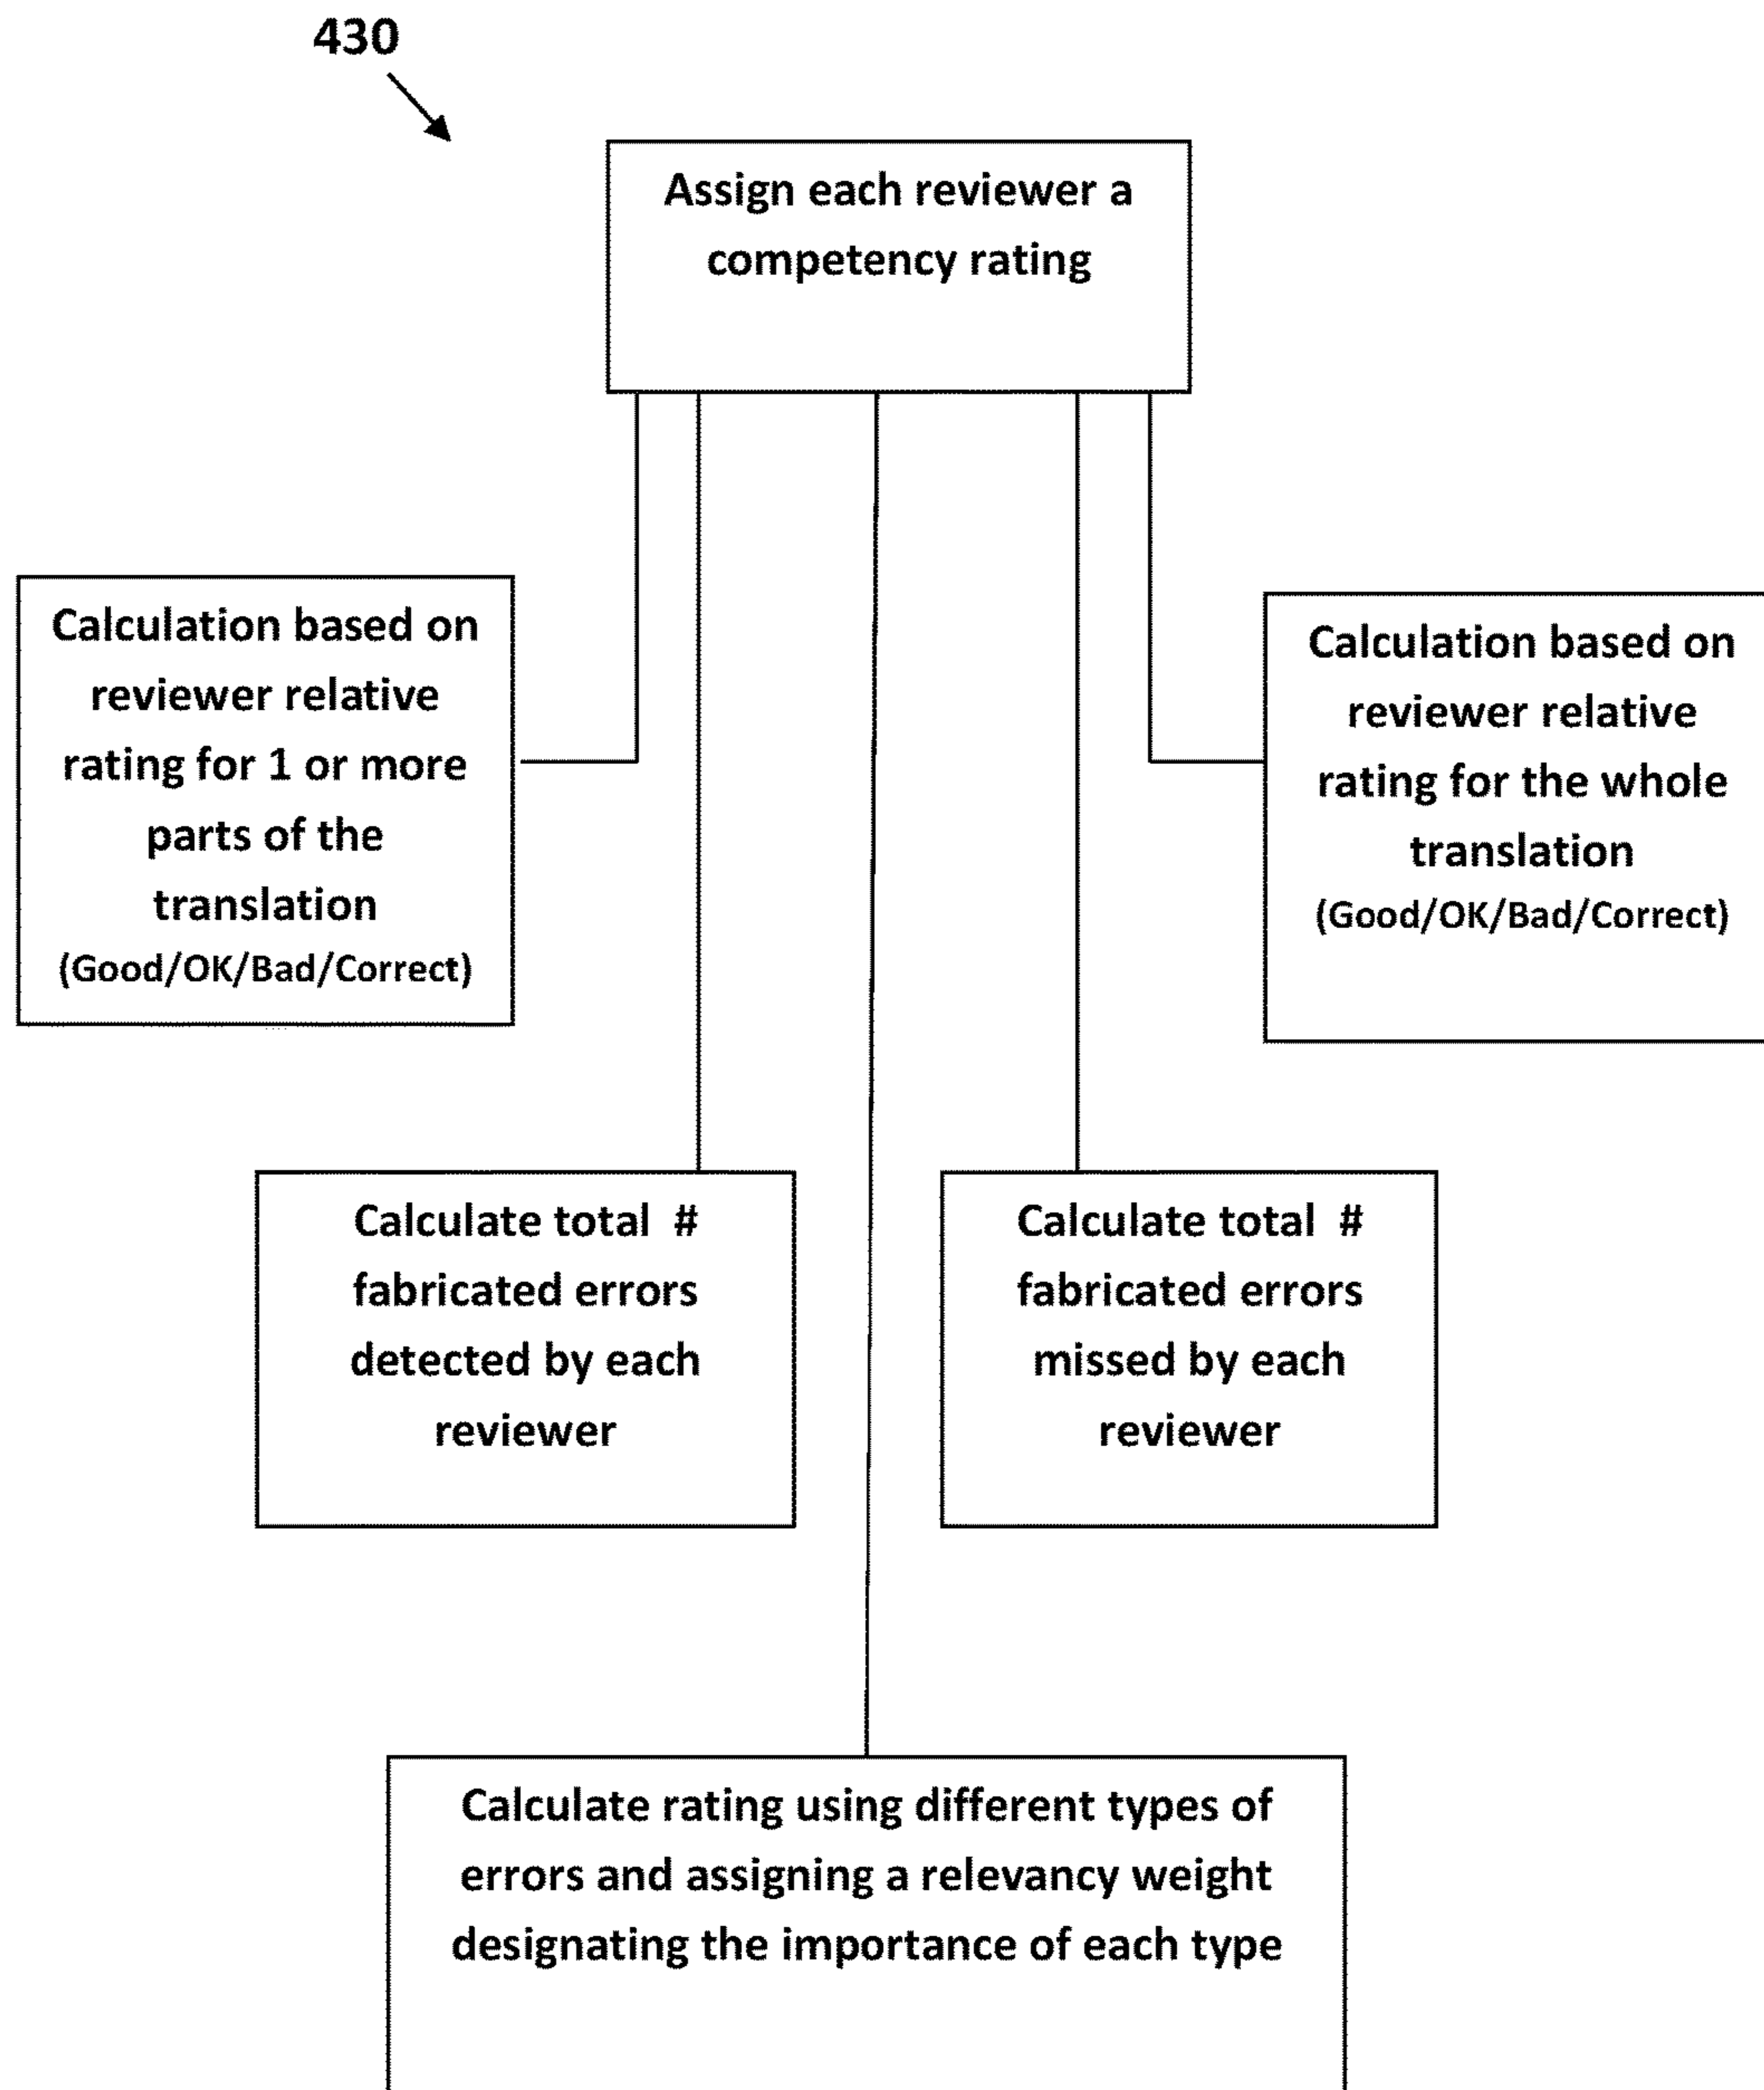 430
Assign each reviewer a
competency rating
Calculation based on
reviewer relative
rating for 1 or more
parts of the
translation
(Good/OK/Bad/Correct)
Calculation based on
reviewer relative
rating for the whole
translation
(Good/OK/Bad/Correct)
Calculate total #
fabricated errors
detected by each
reviewer
Calculate total #
fabricated errors
missed by each
reviewer
Calculate rating using different types of
errors and assigning a relevancy weight
designating the importance of each type